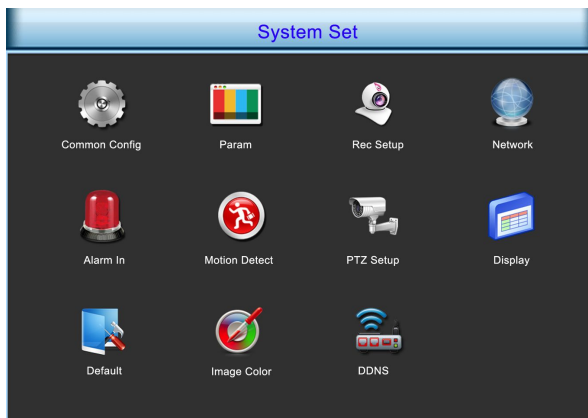 System Set
Common Config
Param
Rec Setup
Network
Alarm In
Motion Detect
PTZ Setup
Display
Default
Image Color
DDNS